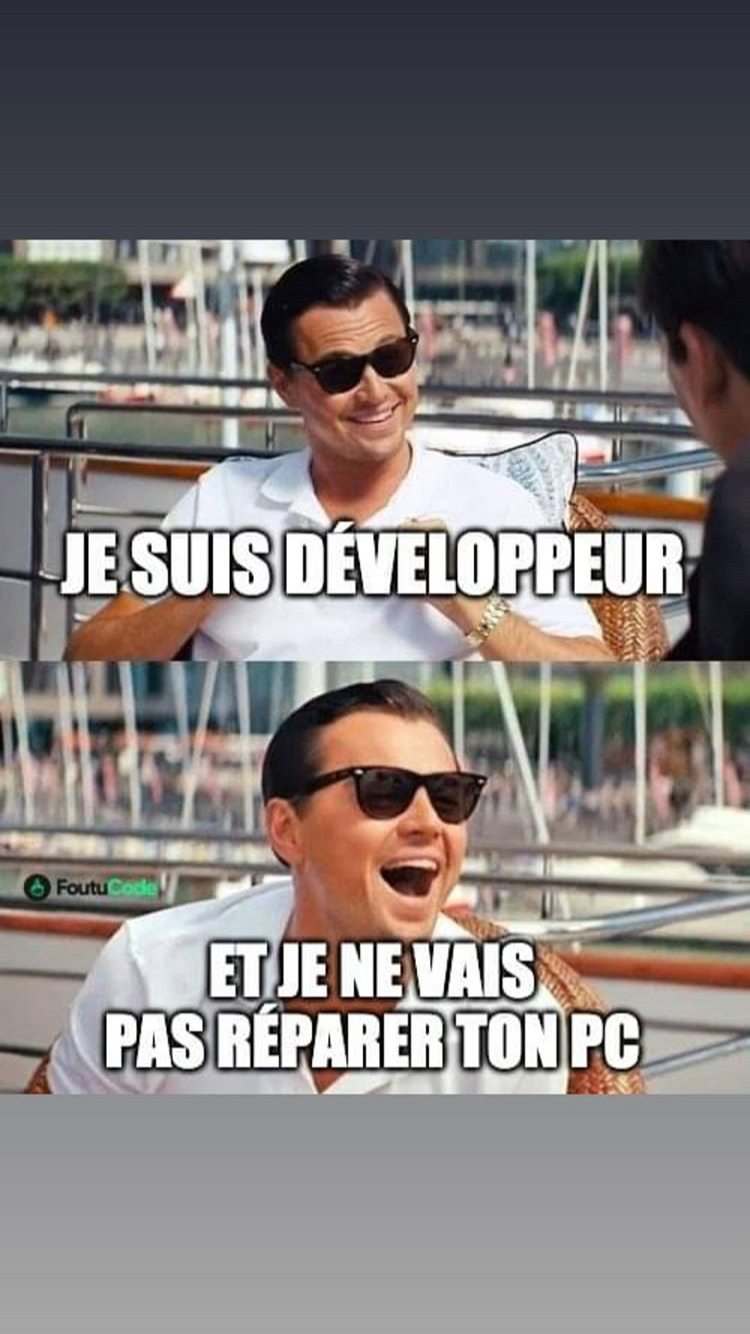 JE SUIS DÉVELOPPEUR
FoutuCode
ET JE NE VAIS
PAS RÉPARER TON PC